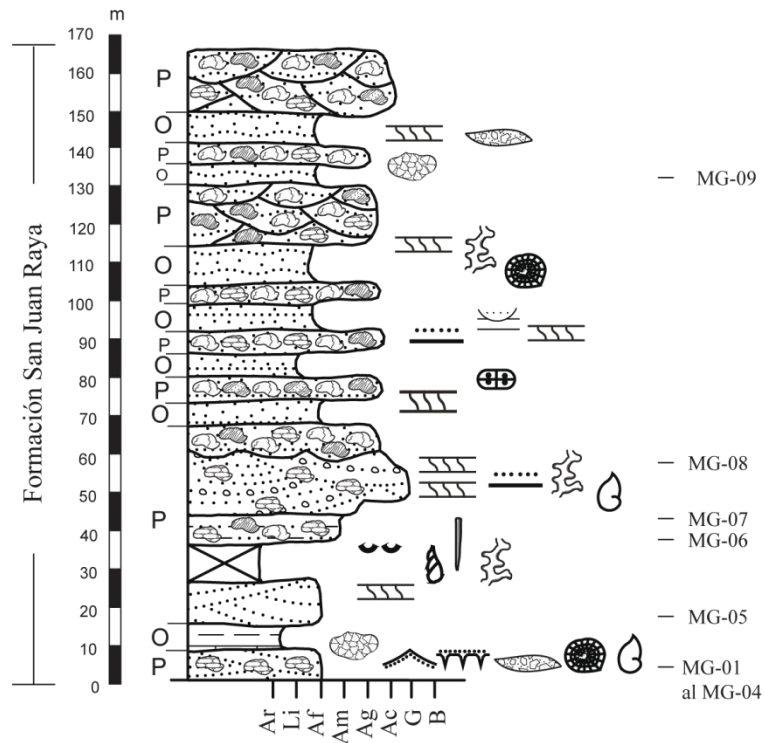 m
170
160
150
140
130
120
110
100
90
80
70
60
50
40
30
20
10
0
Formación San Juan Raya
P
O
P
O
P
O
P
O
P
O
P
O
P
O
P
MG-09
MG-08
MG-07
MG-06
MG-05
MG-01
al MG-04
Ar
Li
Af
Am
Ag
Ac
G
B